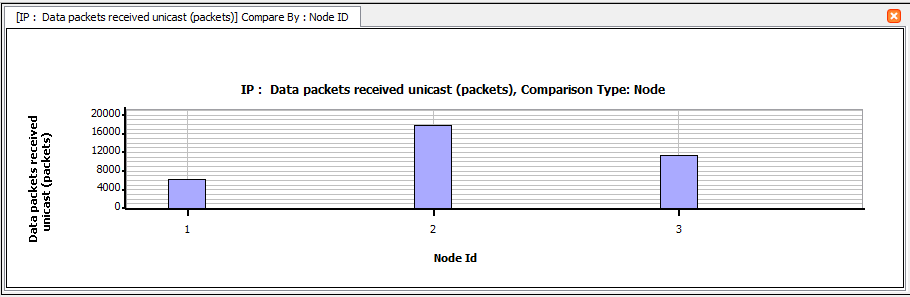 [IP :  Data packets received unicast (packets)] Compare By : Node ID
IP :  Data packets received unicast (packets), Comparison Type: Node
Data packets received
unicast (packets)
20000
16000
12000
8000
4000
0
1
2
3
Node Id